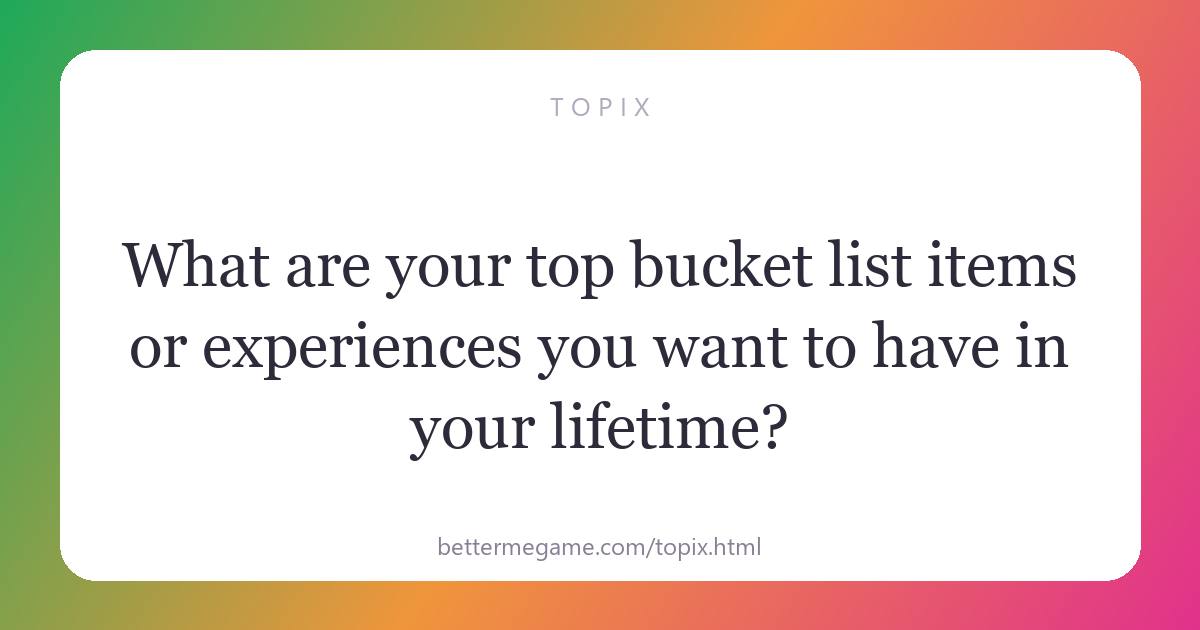 TOPIX
What are your top bucket list items
or experiences you want to have in
your lifetime?
bettermegame.com/topix.html